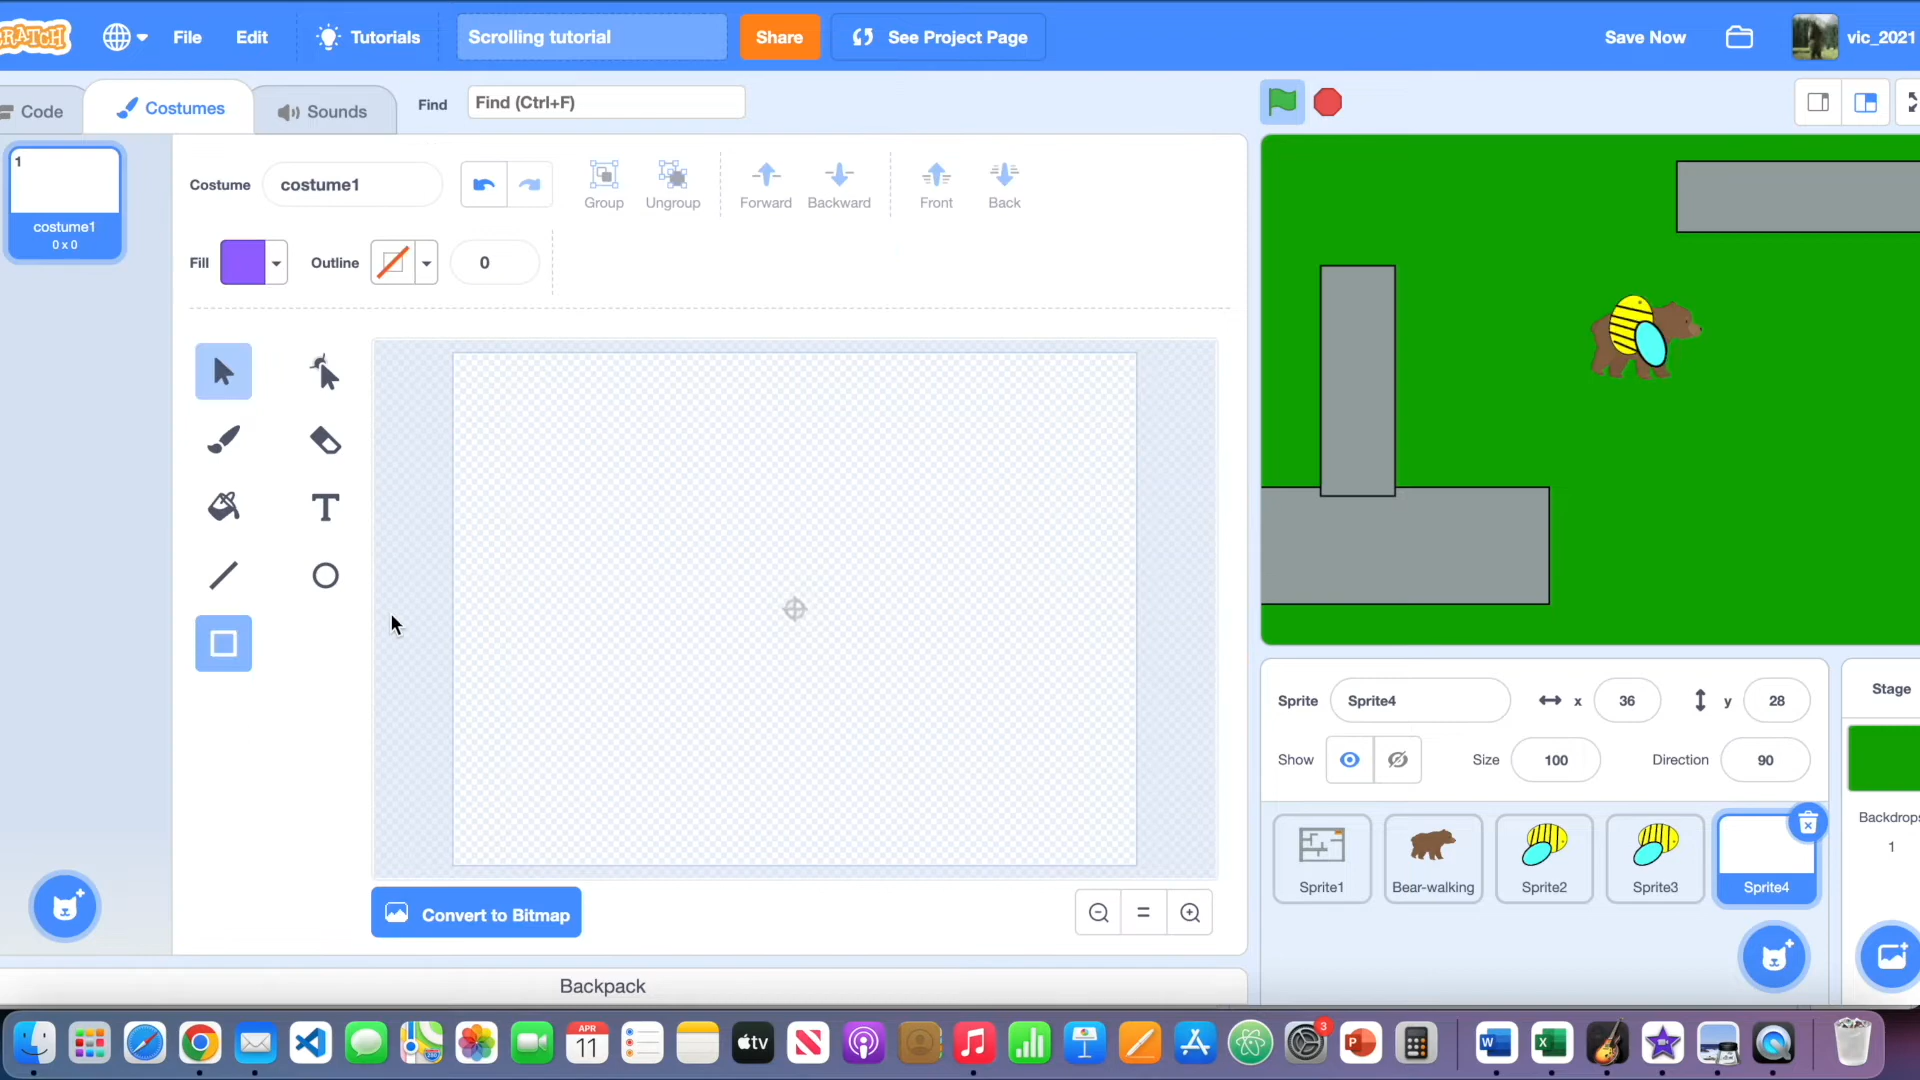 RATCH
File
Edit
Tutorials
Scrolling tutorial
Share
See Project Page
Save Now
vic_2021
Code
Costumes
Sounds
Find
Find (Ctrl+F)
1
costume1
0 x 0
Costume
costume1
Group
Ungroup
Forward
Backward
Front
Back
Fill
Outline
0
T
Convert to Bitmap
=
Backpack
Sprite
Sprite4
x
36
y
28
Show
Size
100
Direction
90
Sprite1
Bear-walking
Sprite2
Sprite3
Sprite4
Stage
Backdrops
1
APR
11
280
tv
3
P
W
X